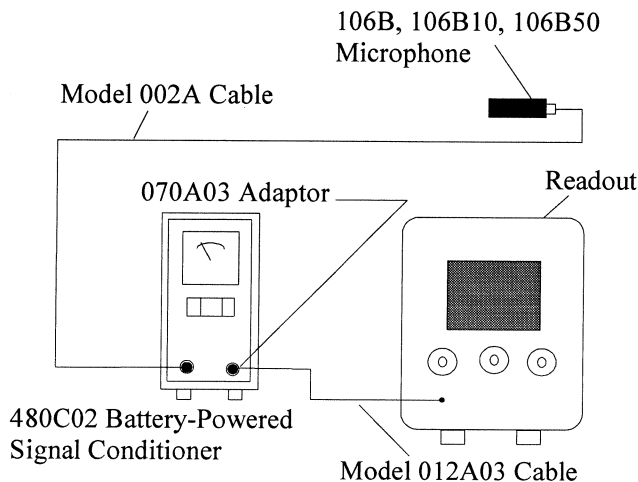 106B, 106B10, 106B50
Microphone
Model 002A Cable
070A03 Adaptor
Readout
480C02 Battery-Powered
Signal Conditioner
Model 012A03 Cable